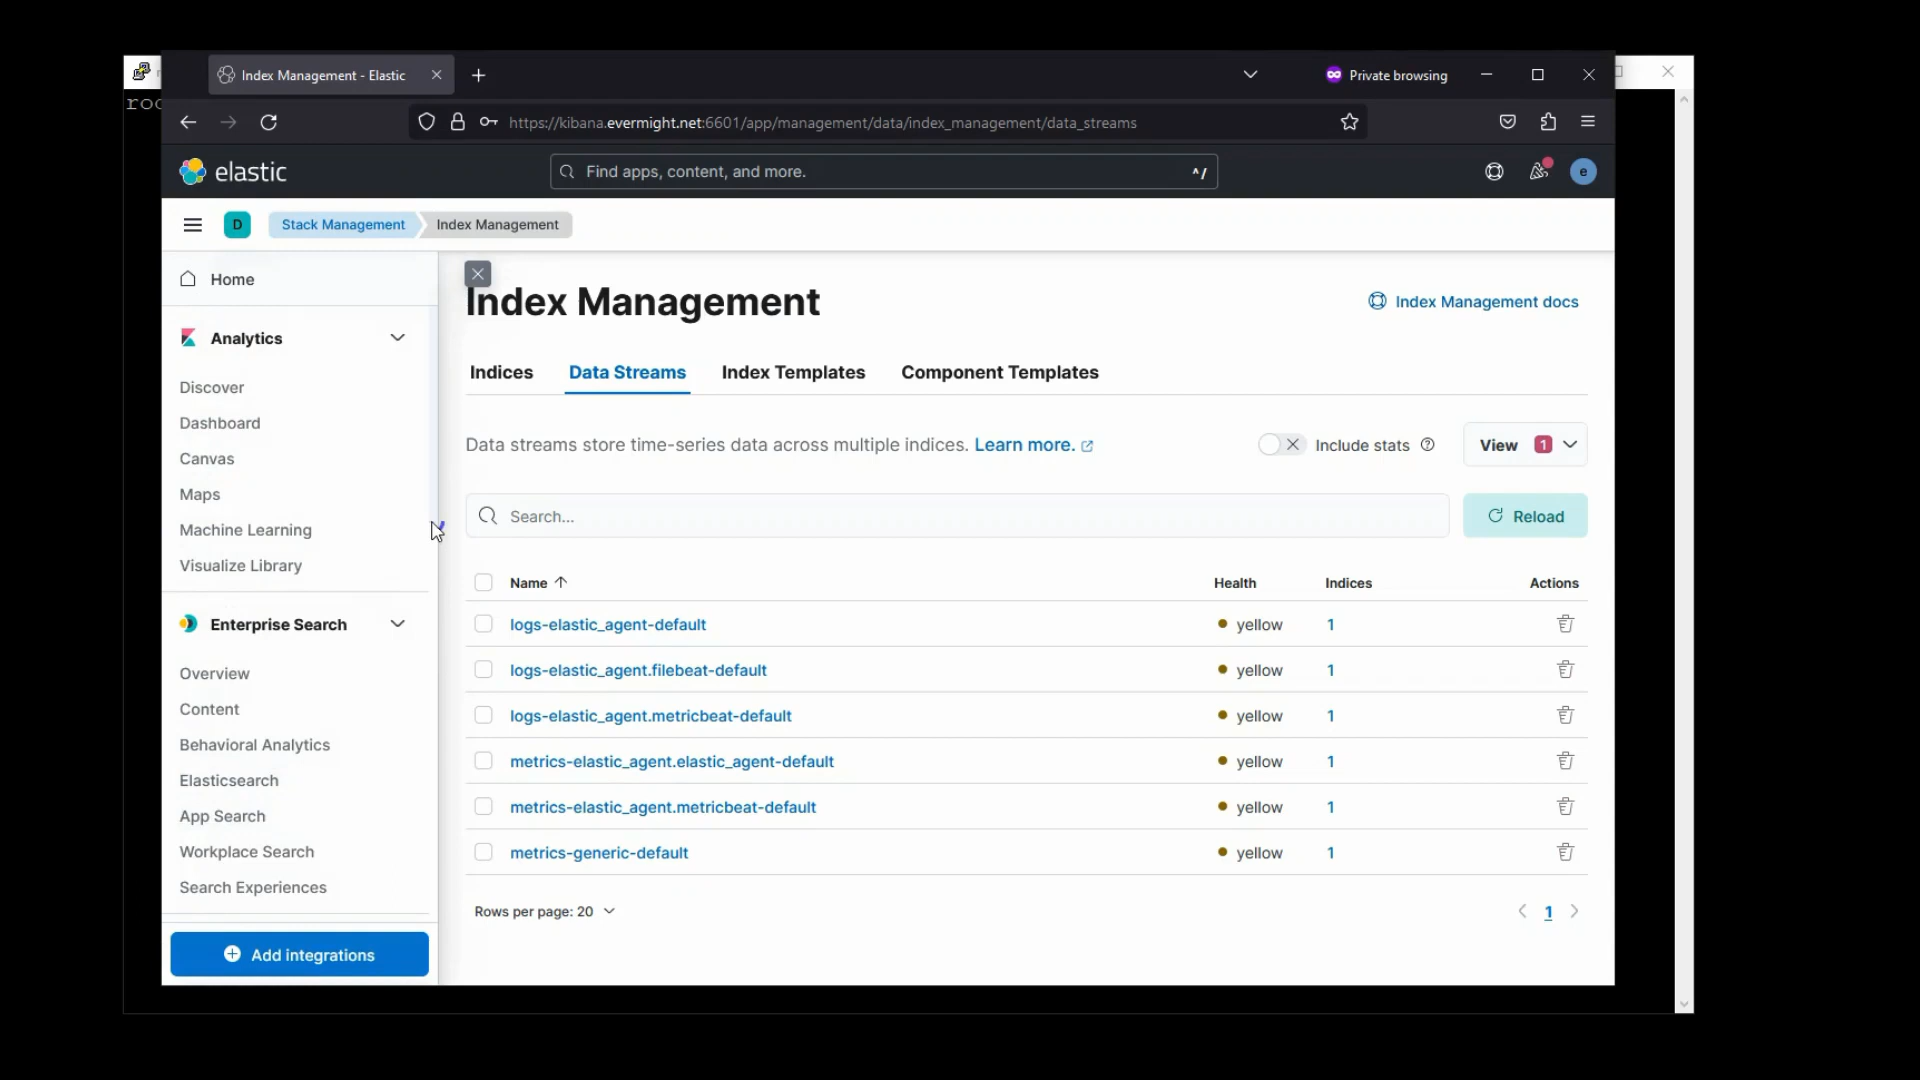 Index Management - Elastic
Private browsing
roo
https://kibana.evermight.net:6601/app/management/data/index_management/data_streams
elastic
Find apps, content, and more.
^/
e
D
Stack Management
Index Management
Home
Index Management
Index Management docs
Analytics
Discover
Dashboard
Canvas
Maps
Machine Learning
Visualize Library
Enterprise Search
Overview
Content
Behavioral Analytics
Elasticsearch
App Search
Workplace Search
Search Experiences
Add integrations
Indices
Data Streams
Index Templates
Component Templates
Data streams store time-series data across multiple indices. Learn more.
Include stats
View 1
Search...
Reload
Name Health Indices Actions
logs-elastic_agent-default yellow 1
logs-elastic_agent.filebeat-default yellow 1
logs-elastic_agent.metricbeat-default yellow 1
metrics-elastic_agent.elastic_agent-default yellow 1
metrics-elastic_agent.metricbeat-default yellow 1
metrics-generic-default yellow 1
Rows per page: 20
1